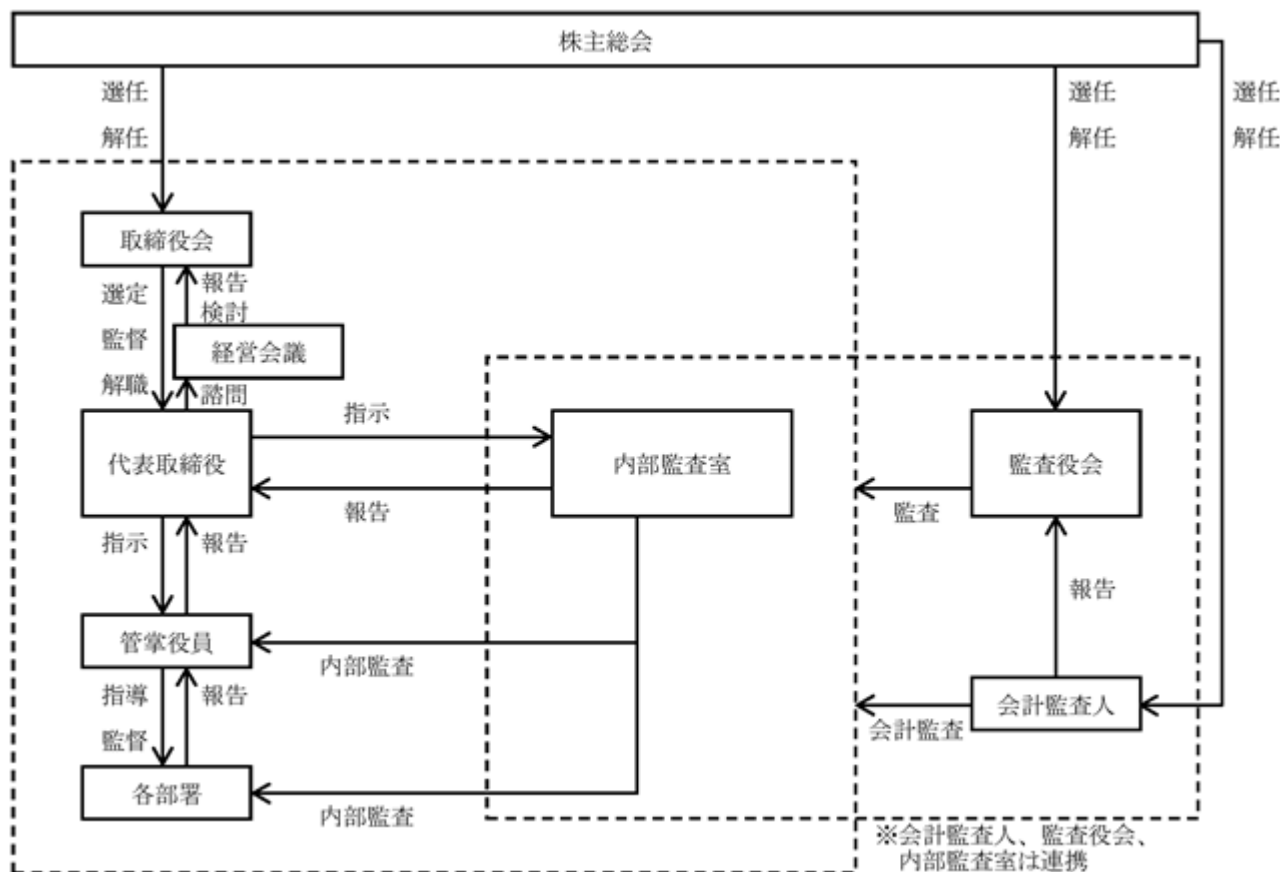 株主総会
選任
解任
選任
解任
選任
解任
取締役会
選定
監督
解職
報告
検討
経営会議
諮問
代表取締役
指示
報告
内部監査室
監査役会
監査
指示
報告
報告
管掌役員
内部監査
指導
監督
報告
会計監査人
会計監査
各部署
内部監査
※会計監査人、監査役会、
内部監査室は連携